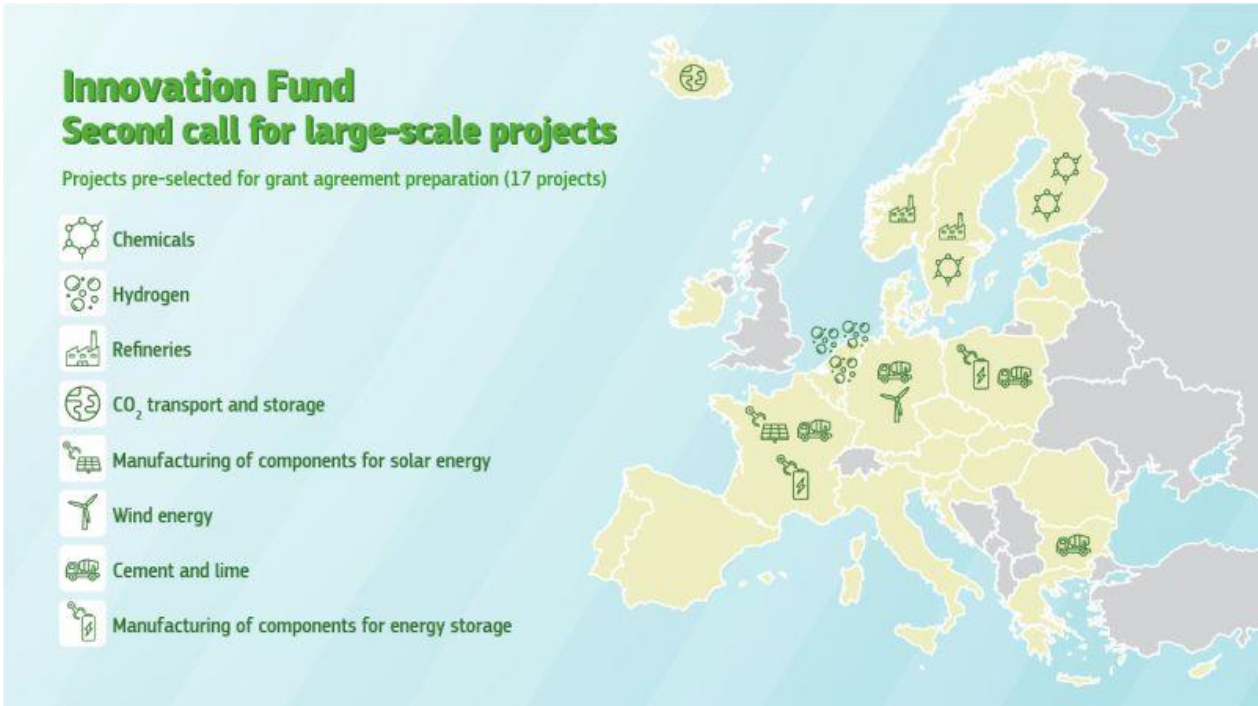 Innovation Fund
Second call for large-scale projects
Projects pre-selected for grant agreement preparation (17 projects)
Chemicals
Hydrogen
Refineries
CO₂ transport and storage
Manufacturing of components for solar energy
Wind energy
Cement and lime
Manufacturing of components for energy storage